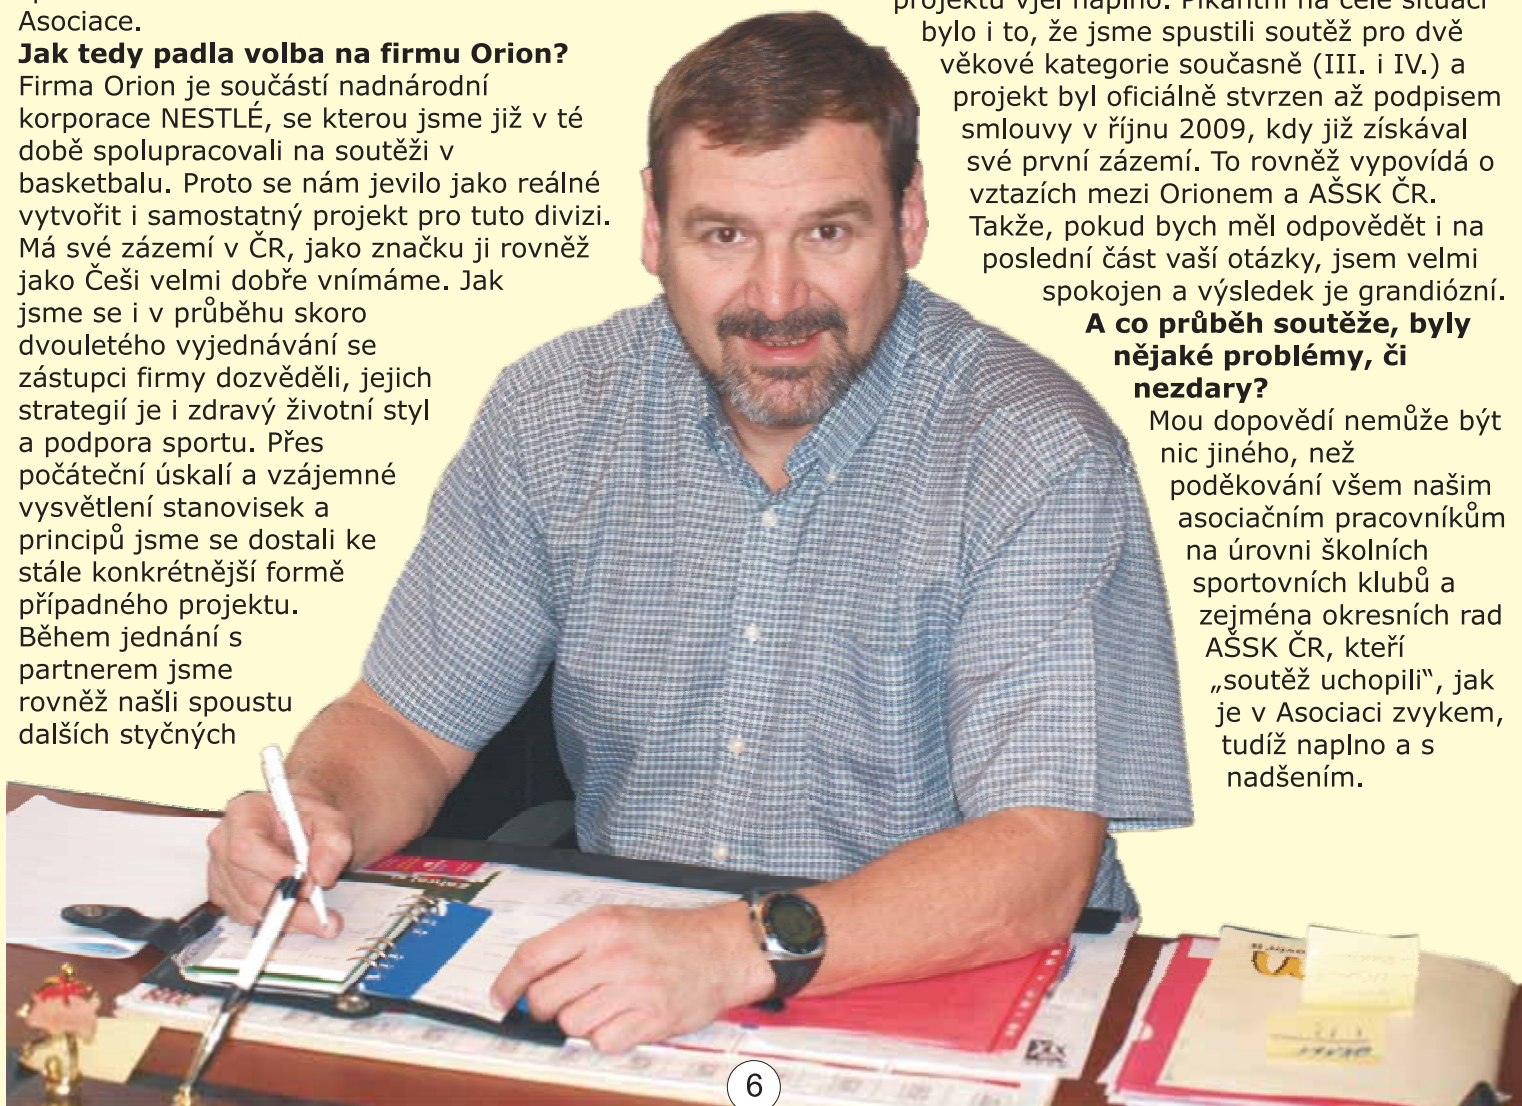 Asociace.
Jak tedy padla volba na firmu Orion?
Firma Orion je součástí nadnárodní
korporace NESTLÉ, se kterou jsme již v té
době spolupracovali na soutěži v
basketbalu. Proto se nám jevilo jako reálné
vytvořit i samostatný projekt pro tuto divizi.
Má své zázemí v ČR, jako značku ji rovněž
jako Češi velmi dobře vnímáme. Jak
jsme se i v průběhu skoro
dvouletého vyjednávání se
zástupci firmy dozvěděli, jejich
strategií je i zdravý životní styl
a podpora sportu. Přes
počáteční úskalí a vzájemné
vysvětlení stanovisek a
principů jsme se dostali ke
stále konkrétnější formě
případného projektu.
Během jednání s
partnerem jsme
rovněž našli spoustu
dalších styčných
projektu vjel naplno. Pikantní na celé situaci
bylo i to, že jsme spustili soutěž pro dvě
věkové kategorie současně (III. i IV.) a
projekt byl oficiálně stvrzen až podpisem
smlouvy v říjnu 2009, kdy již získával
své první zázemí. To rovněž vypovídá o
vztazích mezi Orionem a AŠSK ČR.
Takže, pokud bych měl odpovědět i na
poslední část vaší otázky, jsem velmi
spokojen a výsledek je grandiózní.
A co průběh soutěže, byly
nějaké problémy, či
nezdary?
Mou dopovědí nemůže být
nic jiného, než
poděkování všem našim
asociačním pracovníkům
na úrovni školních
sportovních klubů a
zejména okresních rad
AŠSK ČR, kteří
„soutěž uchopili“, jak
je v Asociaci zvykem,
tudíž naplno a s
nadšením.
6